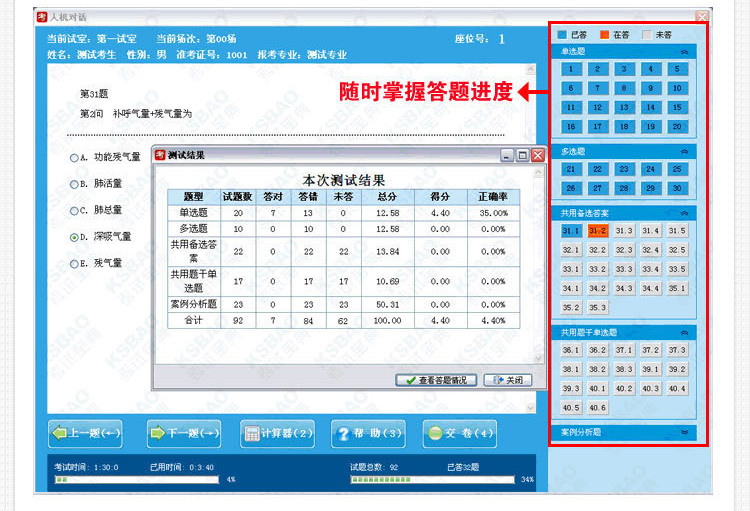 人机对话
当前试室: 第一试室 当前场次: 第00场 座位号: 1
姓名: 测试考生 性别: 男 准考证号: 1001 报考专业: 测试专业
第31题
第2问 补呼气量+残气量为
A. 功能残气量
B. 肺活量
C. 肺总量
D. 深吸气量
E. 残气量
随时掌握答题进度
测试结果
本次测试结果
题型 试题数 答对 答错 未答 总分 得分 正确率
单选题 20 7 13 0 12.58 4.40 35.00%
多选题 10 0 10 0 12.58 0.00 0.00%
共用备选答案 22 0 22 22 13.84 0.00 0.00%
共用题干单选题 17 0 17 17 10.69 0.00 0.00%
案例分析题 23 0 23 23 50.31 0.00 0.00%
合计 92 7 84 62 100.00 4.40 4.40%
查看答题情况 关闭
上一题(←) 下一题(→) 计算器(2) 帮 助(3) 交 卷(4)
考试时间: 1:30:0 已用时间: 0:3:40 试题总数: 92 已答32题
4% 34%
已答 在答 未答
单选题
1 2 3 4 5
6 7 8 9 10
11 12 13 14 15
16 17 18 19 20
多选题
21 22 23 24 25
26 27 28 29 30
共用备选答案
31.1 31.2 31.3 31.4 31.5
32.1 32.2 32.3 32.4 32.5
33.1 33.2 33.3 33.4 33.5
34.1 34.2 34.3 34.4 35.1
35.2 35.3
共用题干单选题
36.1 36.2 37.1 37.2 37.3
38.1 38.2 38.3 39.1 39.2
39.3 40.1 40.2 40.3 40.4
40.5 40.6
案例分析题